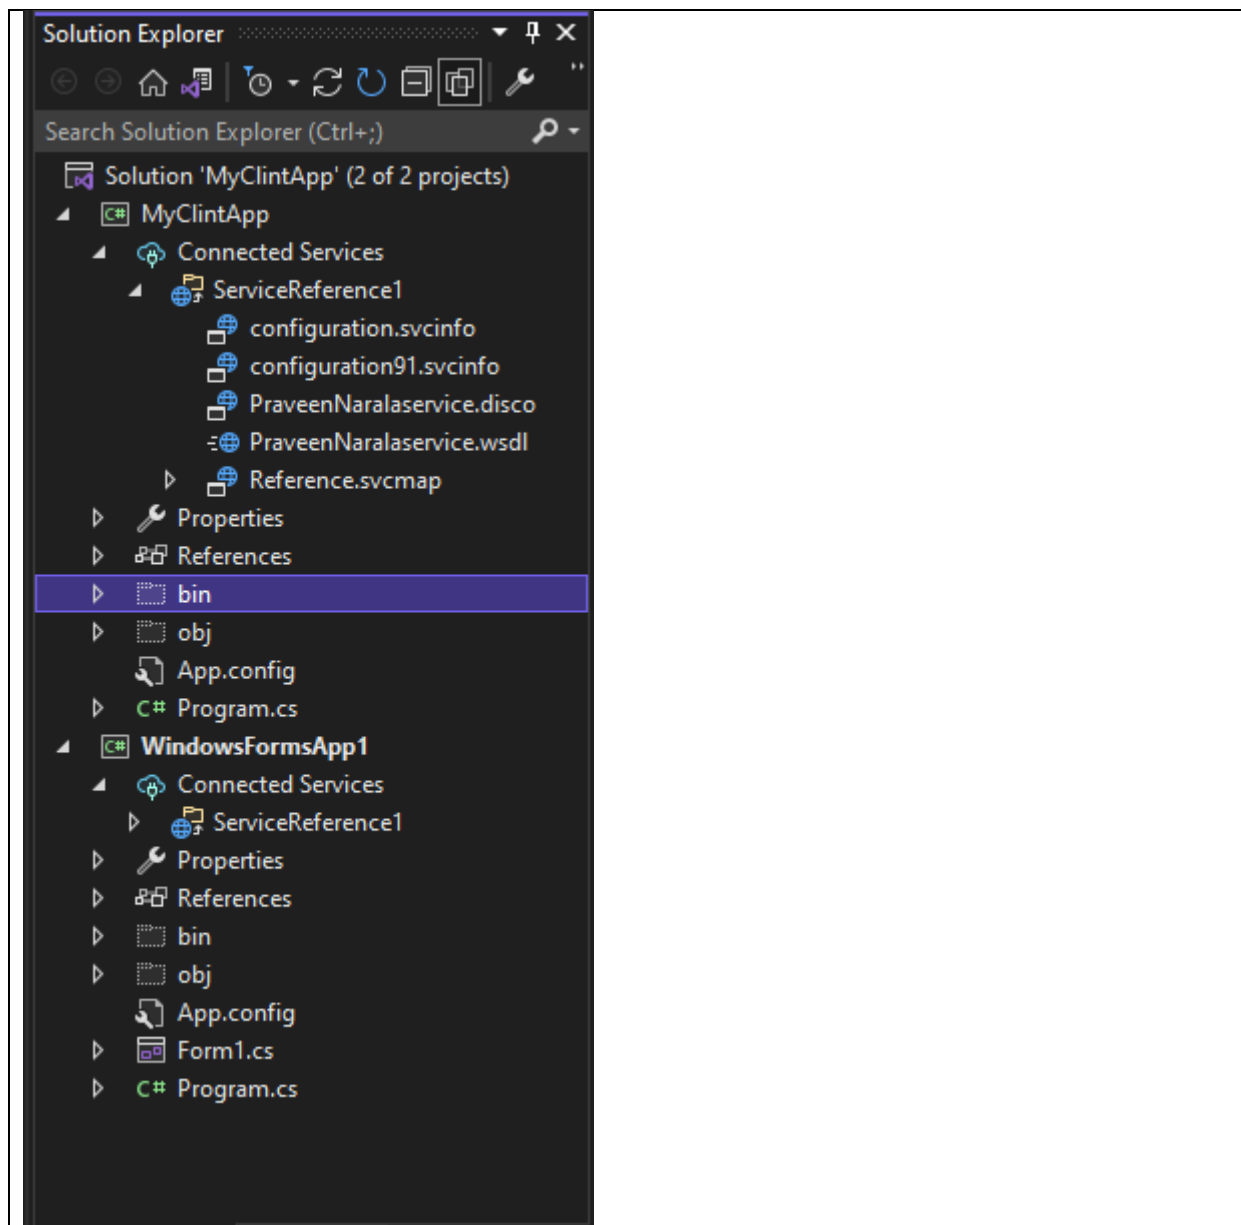 Solution Explorer
Search Solution Explorer (Ctrl+;)
Solution 'MyClintApp' (2 of 2 projects)
C# MyClintApp
Connected Services
ServiceReference1
configuration.svcinfo
configuration91.svcinfo
PraveenNaralaservice.disco
PraveenNaralaservice.wsdl
Reference.svcmap
Properties
References
bin
obj
App.config
C# Program.cs
C# WindowsFormsApp1
Connected Services
ServiceReference1
Properties
References
bin
obj
App.config
Form1.cs
C# Program.cs